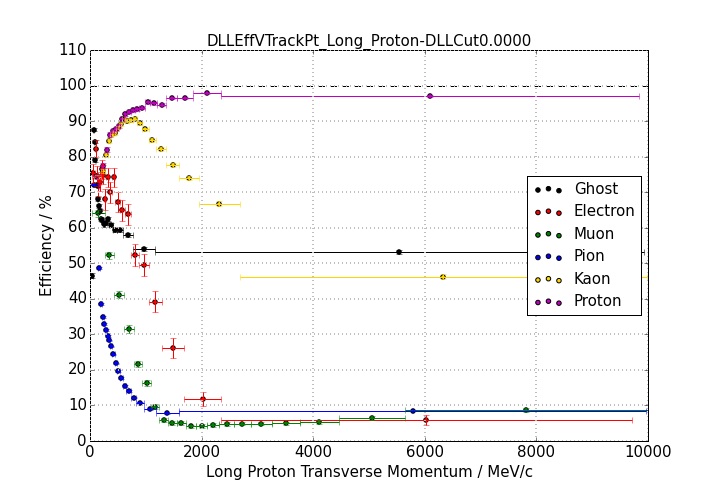 DLLEffVTrackPt_Long_Proton-DLLCut0.0000
110
100
90
80
70
60
50
40
30
20
10
0
Efficiency / %
Ghost
Electron
Muon
Pion
Kaon
Proton
0 2000 4000 6000 8000 10000
Long Proton Transverse Momentum / MeV/c